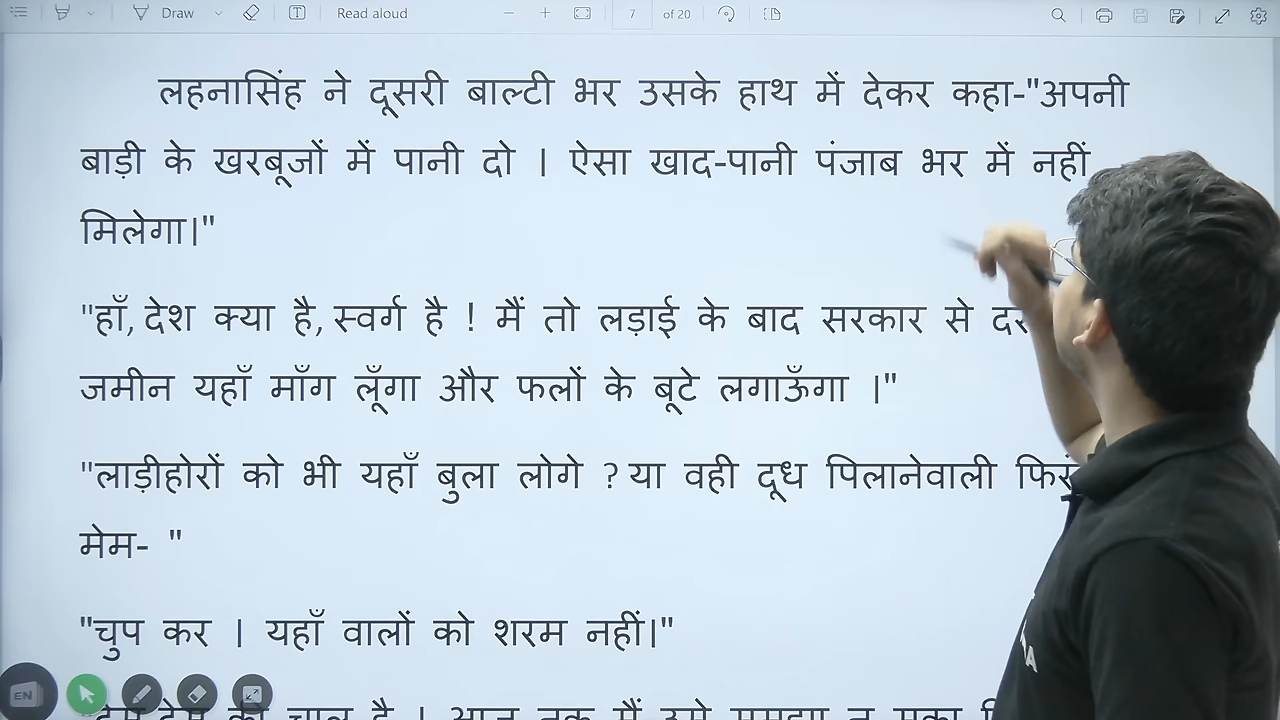 Draw
Read aloud
7 of 20
लहनासिंह ने दूसरी बाल्टी भर उसके हाथ में देकर कहा-"अपनी
बाड़ी के खरबूजों में पानी दो । ऐसा खाद-पानी पंजाब भर में नहीं
मिलेगा।"
"हाँ, देश क्या है, स्वर्ग है ! मैं तो लड़ाई के बाद सरकार से
जमीन यहाँ माँग लूँगा और फलों के बूटे लगाऊँगा ।"
"लाड़ीहोरों को भी यहाँ बुला लोगे ? या वही दूध पिलानेवाली
मेम- "
"चुप कर । यहाँ वालों को शरम नहीं।"
EN